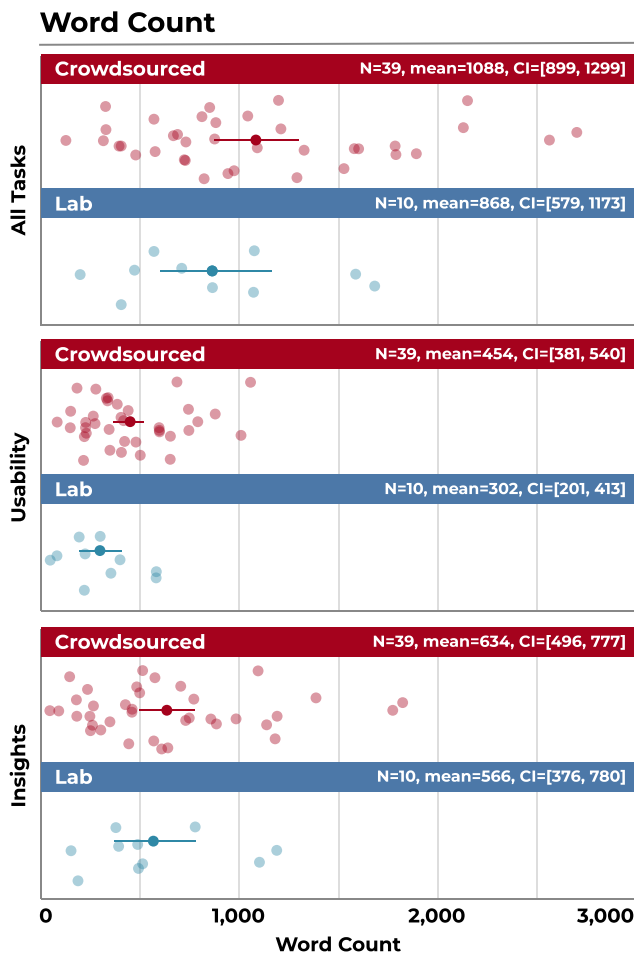 Word Count
All Tasks
Crowdsourced N=39, mean=1088, CI=[899, 1299]
Lab N=10, mean=868, CI=[579, 1173]
Usability
Crowdsourced N=39, mean=454, CI=[381, 540]
Lab N=10, mean=302, CI=[201, 413]
Insights
Crowdsourced N=39, mean=634, CI=[496, 777]
Lab N=10, mean=566, CI=[376, 780]
0 1,000 2,000 3,000
Word Count